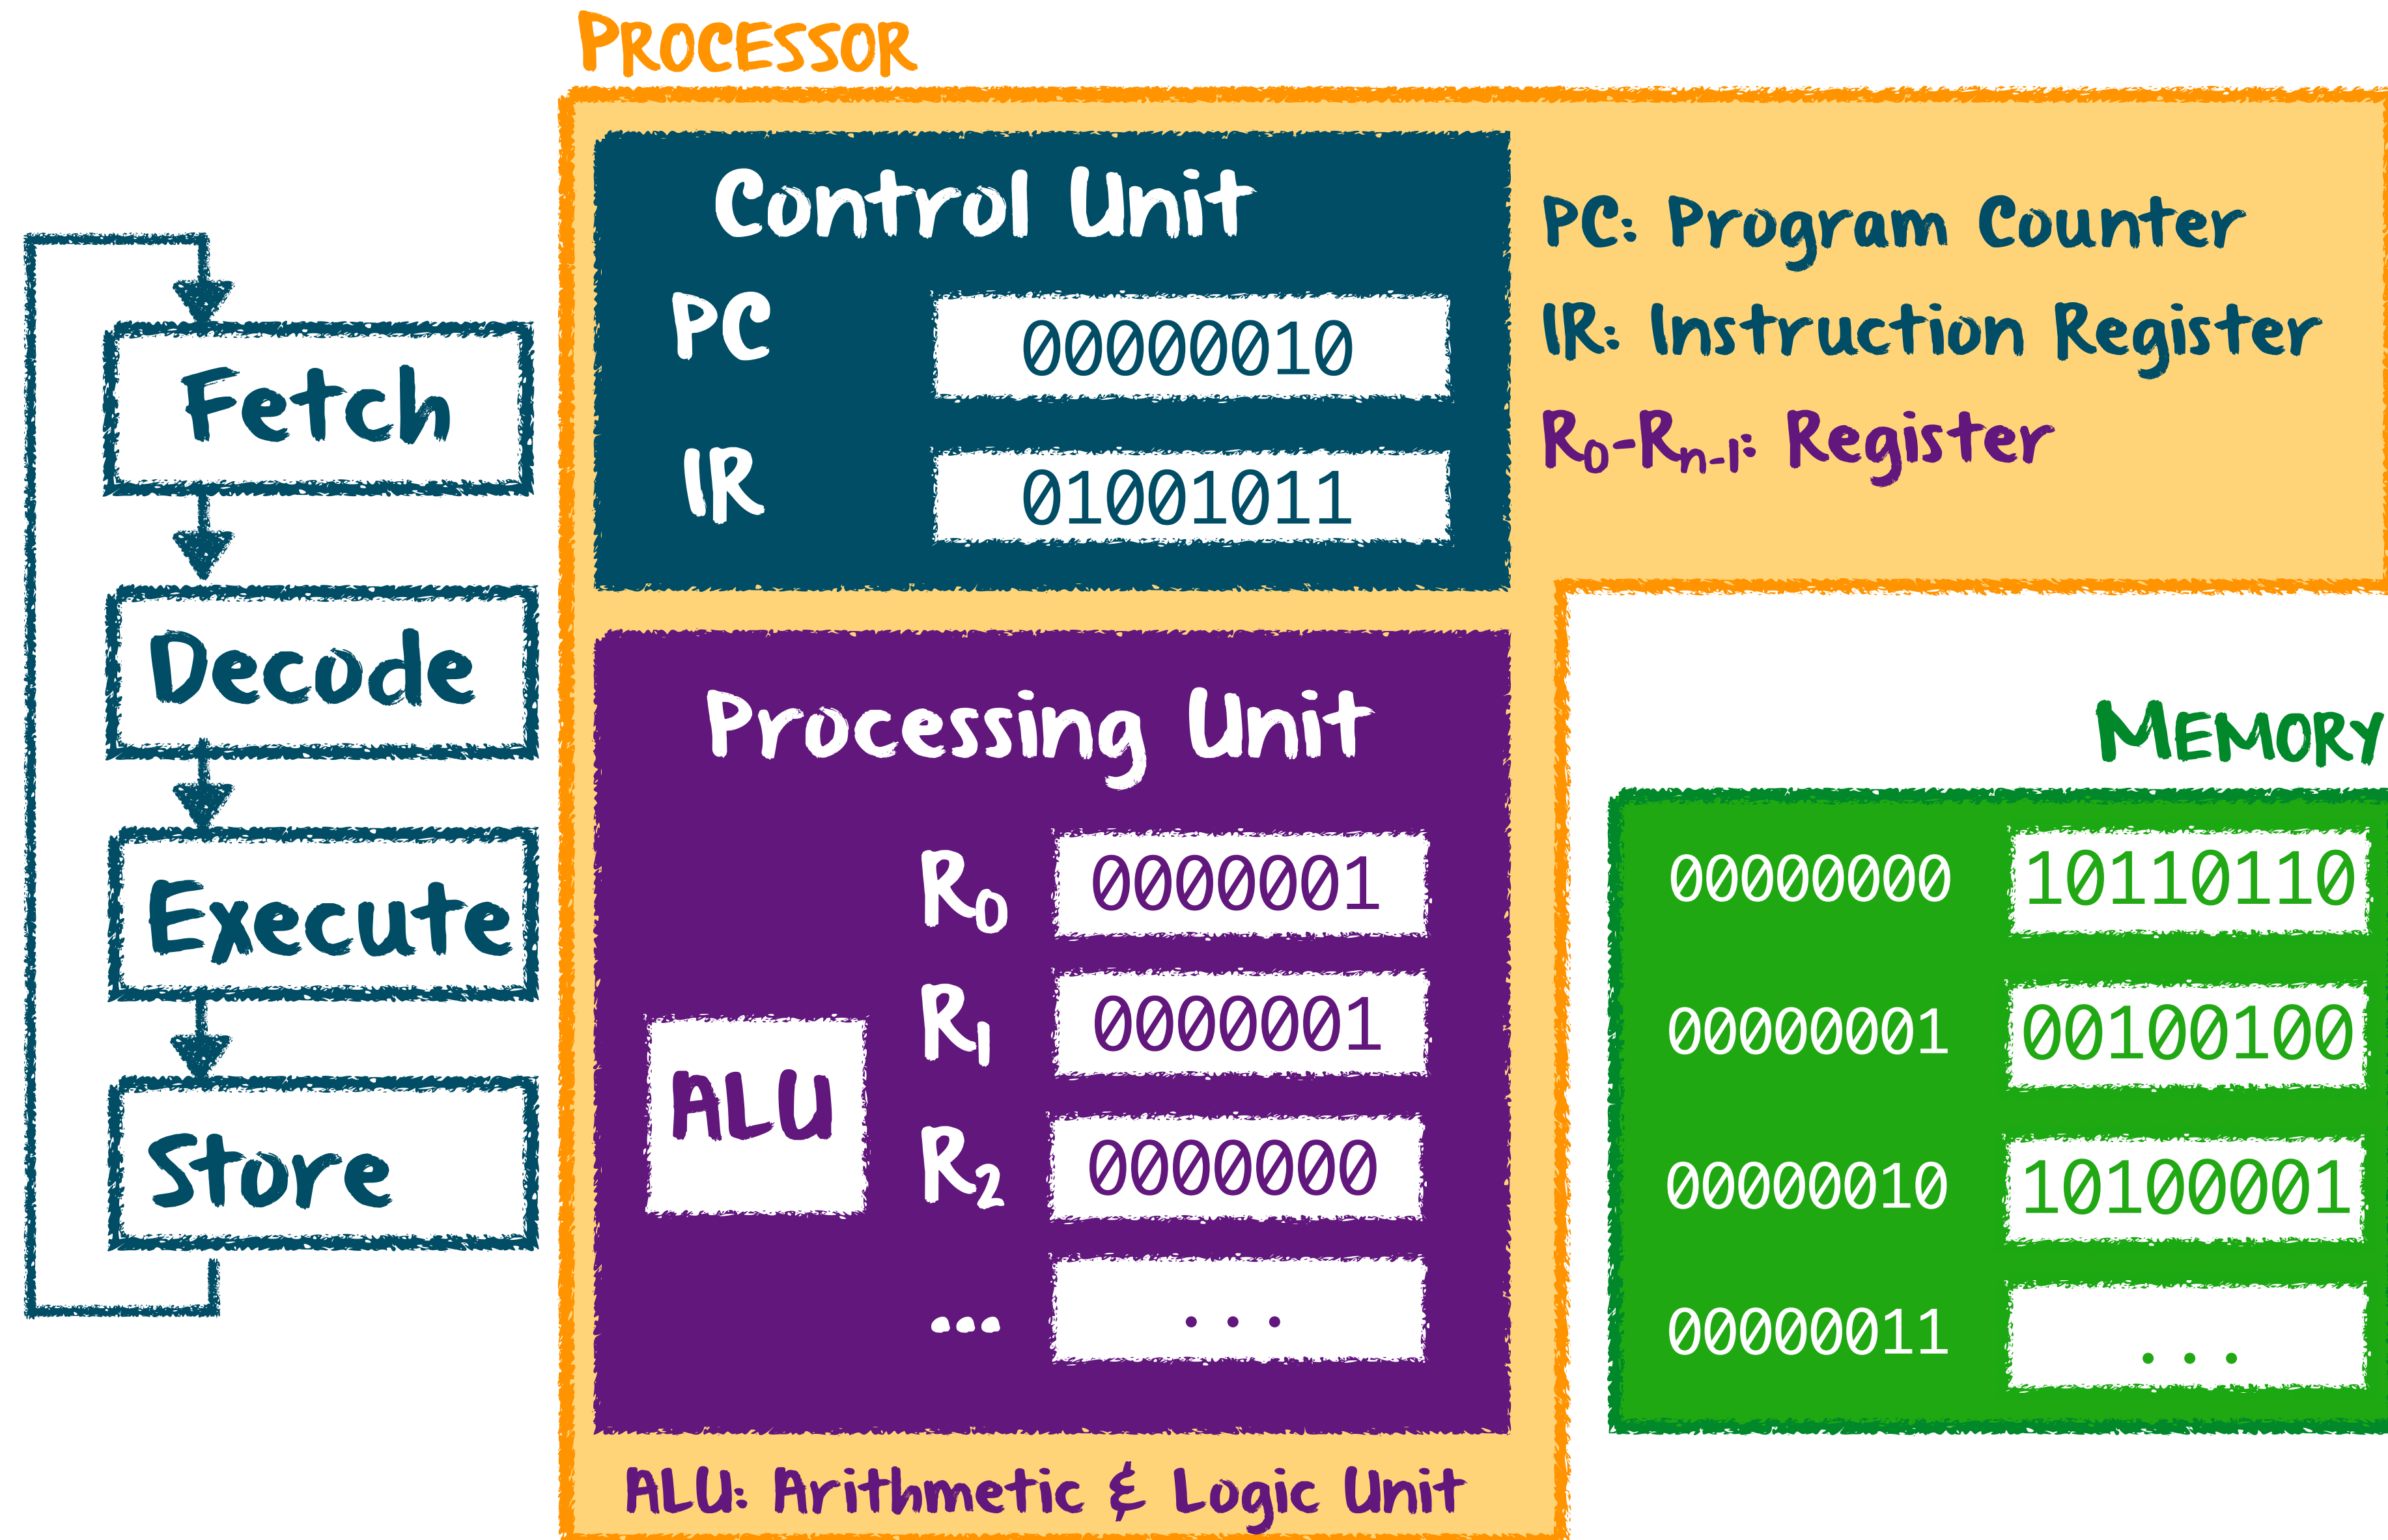 PROCESSOR
Control Unit
PC 00000010
IR 01001011
PC: Program Counter
IR: Instruction Register
R0-Rn-1: Register
Fetch
Decode
Execute
Store
Processing Unit
R0 0000001
R1 0000001
R2 0000000
... ...
ALU
ALU: Arithmetic & Logic Unit
MEMORY
00000000 10110110
00000001 00100100
00000010 10100001
00000011 ...